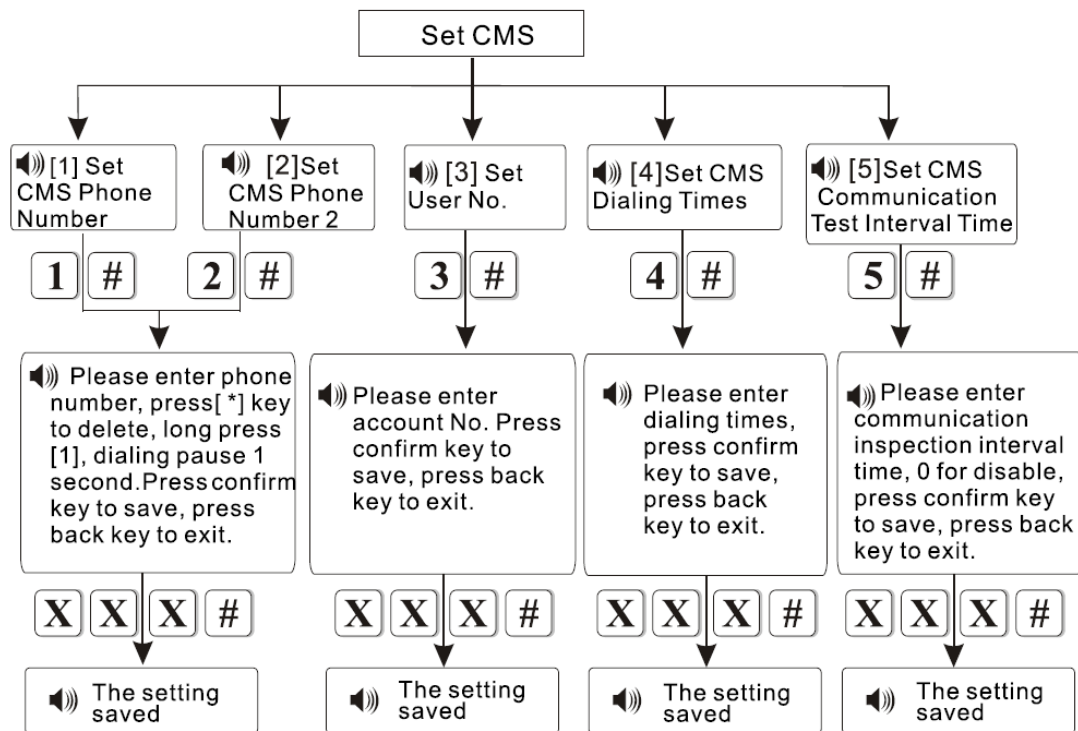 Set CMS
[1] Set
CMS Phone
Number
[2]Set
CMS Phone
Number 2
[3] Set
User No.
[4]Set CMS
Dialing Times
[5]Set CMS
Communication
Test Interval Time
1 #
2 #
3 #
4 #
5 #
Please enter phone
number, press[ *] key
to delete, long press
[1], dialing pause 1
second.Press confirm
key to save, press
back key to exit.
Please enter
account No. Press
confirm key to
save, press back
key to exit.
Please enter
dialing times,
press confirm
key to save,
press back
key to exit.
Please enter
communication
inspection interval
time, 0 for disable,
press confirm key
to save, press back
key to exit.
X X X #
X X X #
X X X #
X X X #
The setting
saved
The setting
saved
The setting
saved
The setting
saved